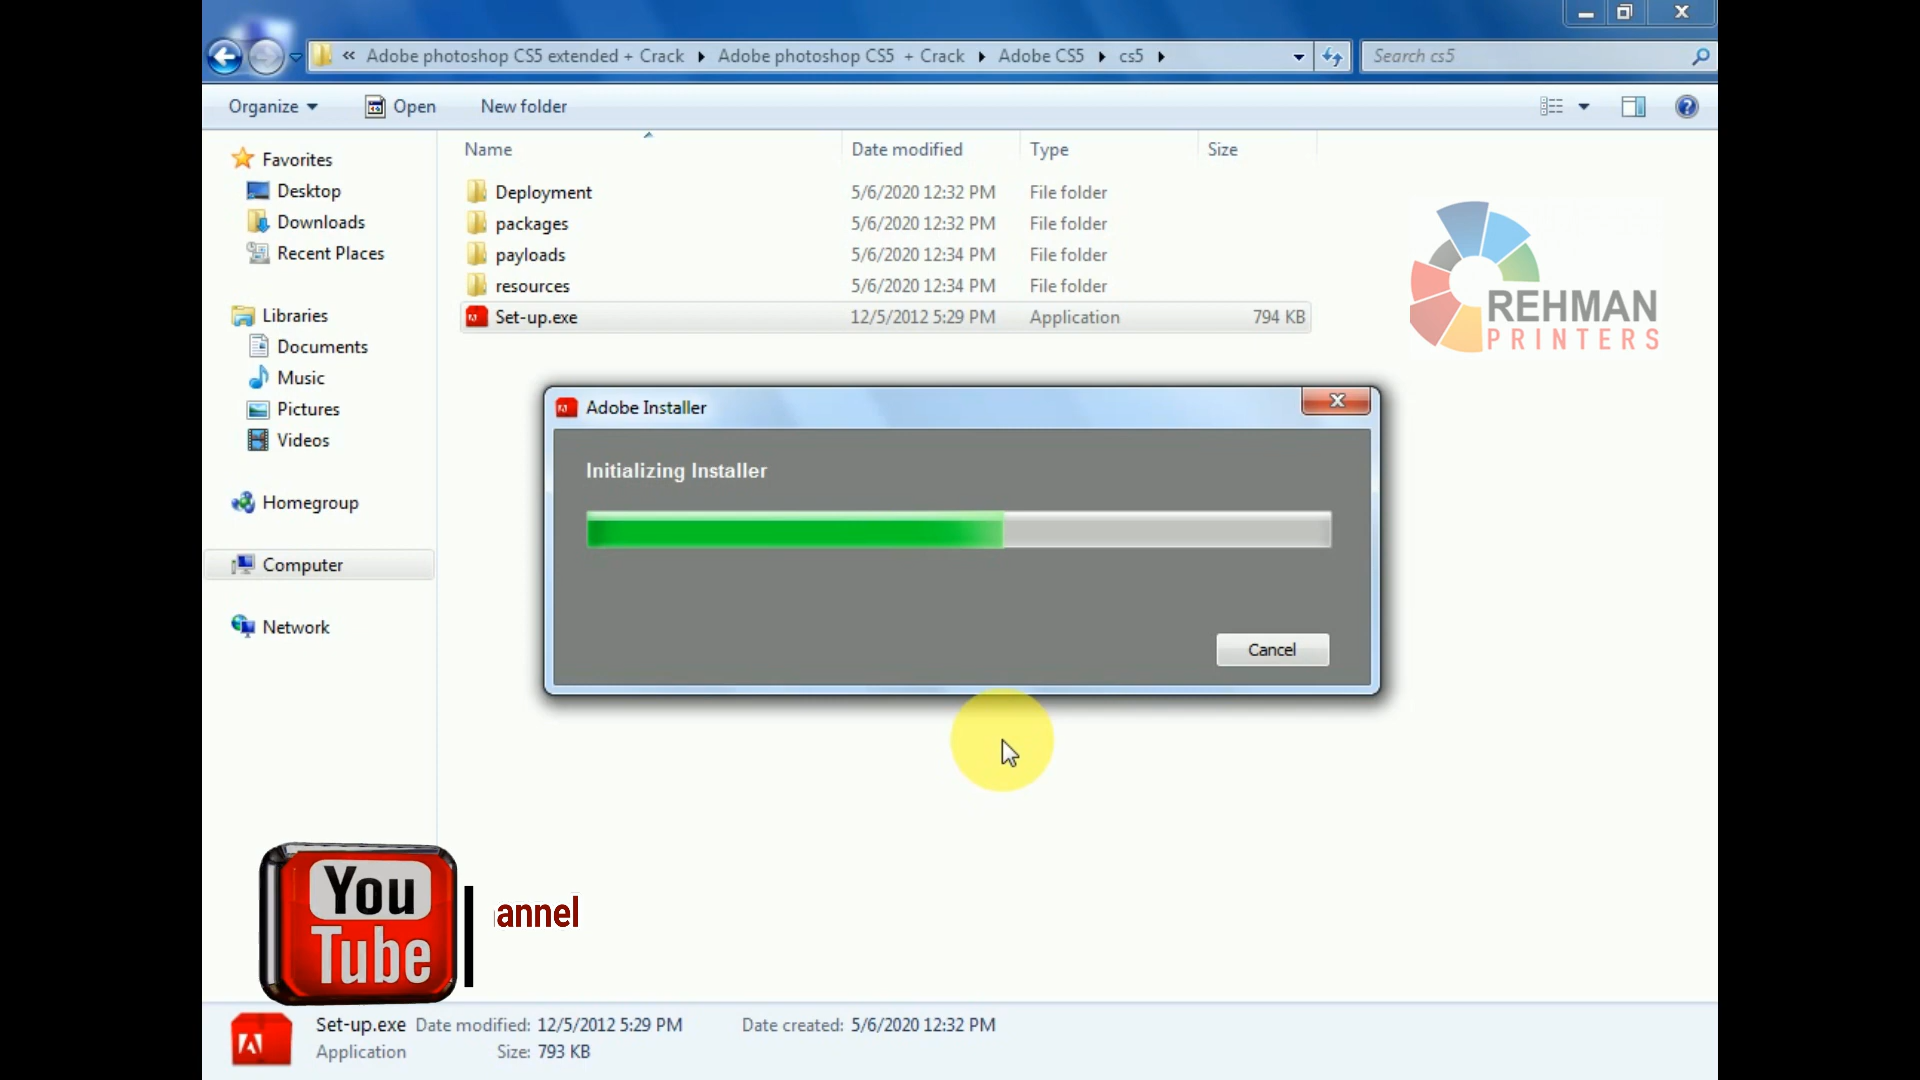 « Adobe photoshop CS5 extended + Crack ▸ Adobe photoshop CS5 + Crack ▸ Adobe CS5 ▸ cs5 ▸ Search cs5
Organize Open New folder
Name Date modified Type Size
Favorites
Desktop
Downloads
Recent Places
Libraries
Documents
Music
Pictures
Videos
Homegroup
Computer
Network
Deployment 5/6/2020 12:32 PM File folder
packages 5/6/2020 12:32 PM File folder
payloads 5/6/2020 12:34 PM File folder
resources 5/6/2020 12:34 PM File folder
Set-up.exe 12/5/2012 5:29 PM Application 794 KB
REHMAN
PRINTERS
Adobe Installer
Initializing Installer
Cancel
You
Tube
annel
Set-up.exe Date modified: 12/5/2012 5:29 PM Date created: 5/6/2020 12:32 PM
Application Size: 793 KB